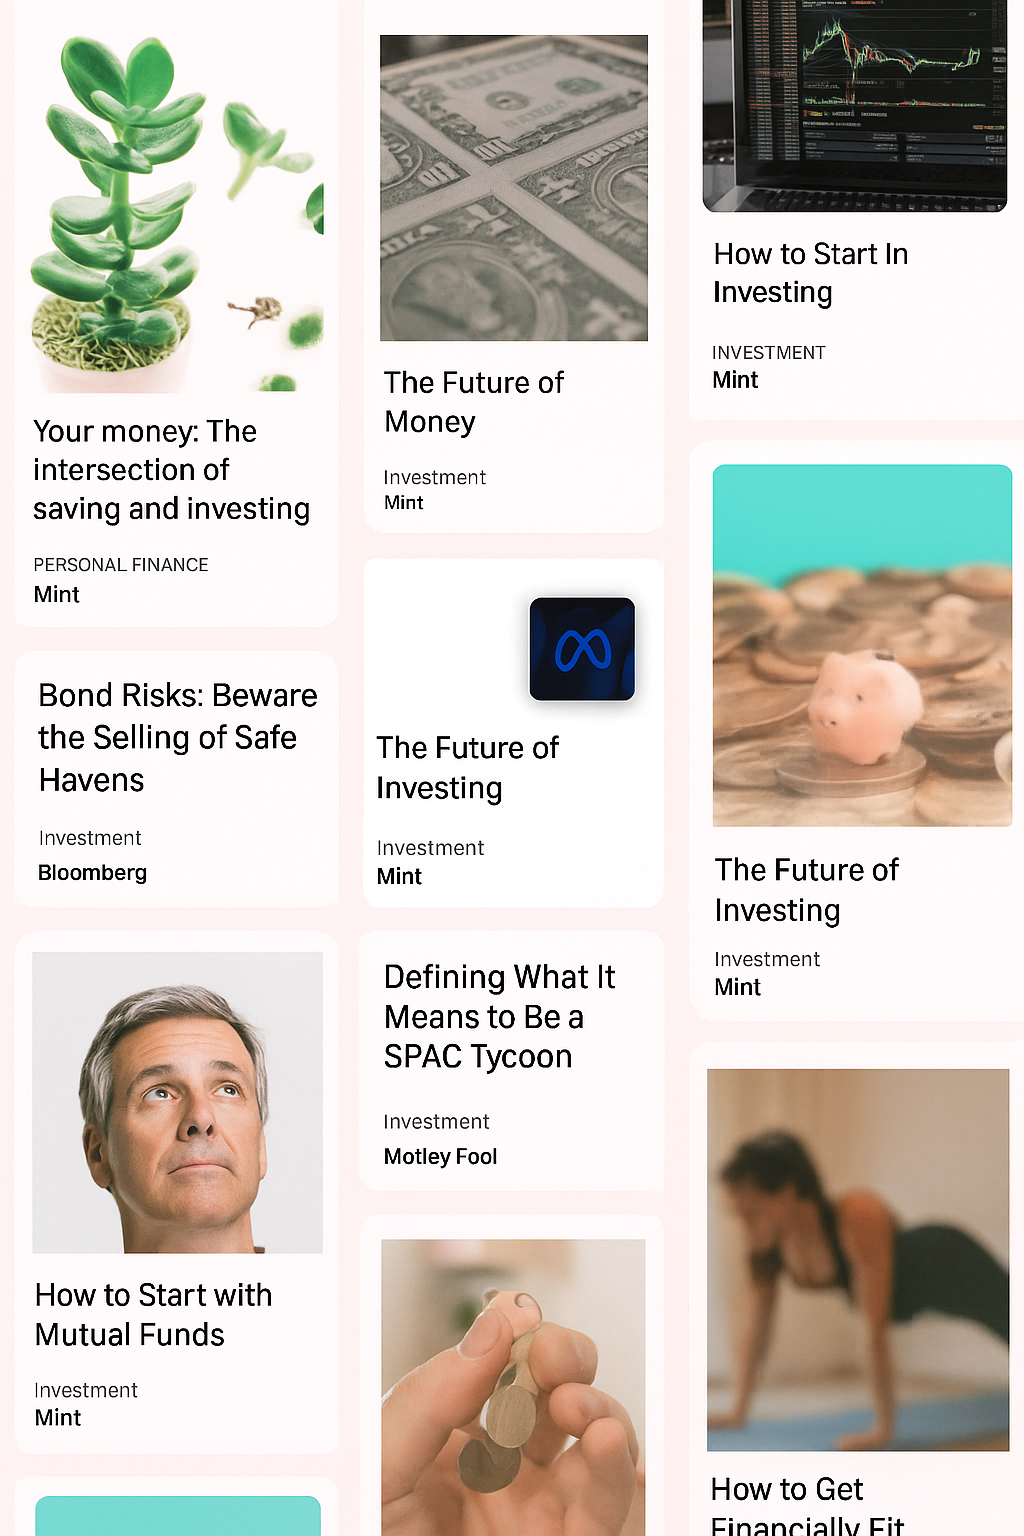 Your money: The
intersection of
saving and investing
PERSONAL FINANCE
Mint
Bond Risks: Beware
the Selling of Safe
Havens
Investment
Bloomberg
How to Start with
Mutual Funds
Investment
Mint
The Future of
Money
Investment
Mint
The Future of
Investing
Investment
Mint
Defining What It
Means to Be a
SPAC Tycoon
Investment
Motley Fool
How to Start In
Investing
INVESTMENT
Mint
The Future of
Investing
Investment
Mint
How to Get
Financially Fit